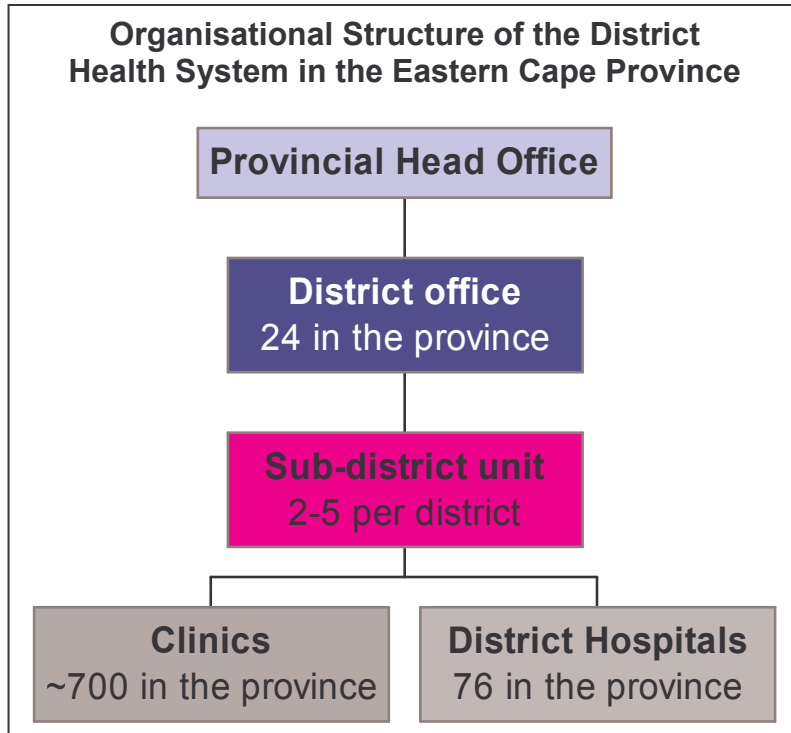 Organisational Structure of the District
Health System in the Eastern Cape Province
Provincial Head Office
District office
24 in the province
Sub-district unit
2-5 per district
Clinics
~700 in the province
District Hospitals
76 in the province